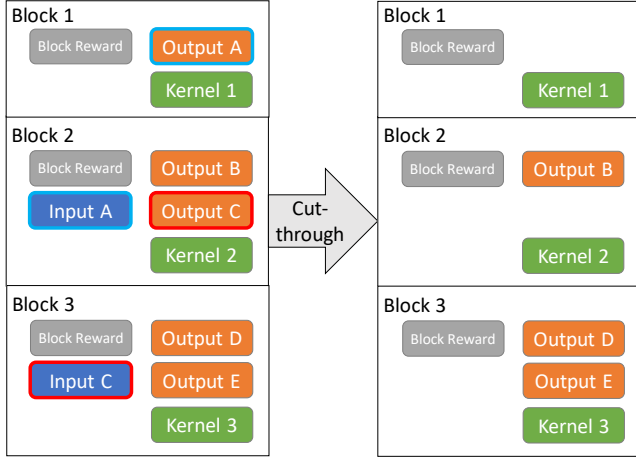 Block 1
Block Reward
Output A
Kernel 1
Block 2
Block Reward
Output B
Input A
Output C
Kernel 2
Block 3
Block Reward
Output D
Input C
Output E
Kernel 3
Cut-
through
Block 1
Block Reward
Kernel 1
Block 2
Block Reward
Output B
Kernel 2
Block 3
Block Reward
Output D
Output E
Kernel 3